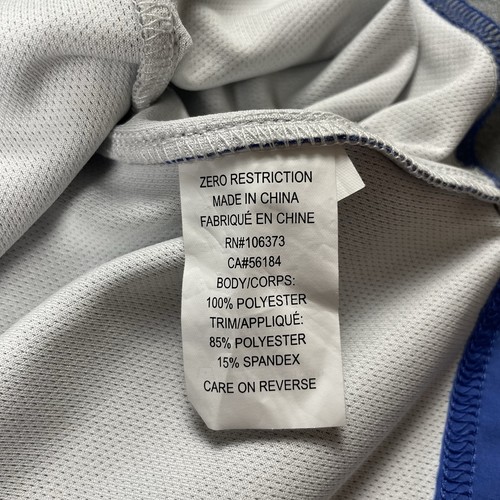 ZERO RESTRICTION
MADE IN CHINA
FABRIQUÉ EN CHINE
RN#106373
CA#56184
BODY/CORPS:
100% POLYESTER
TRIM/APPLIQUÉ:
85% POLYESTER
15% SPANDEX
CARE ON REVERSE